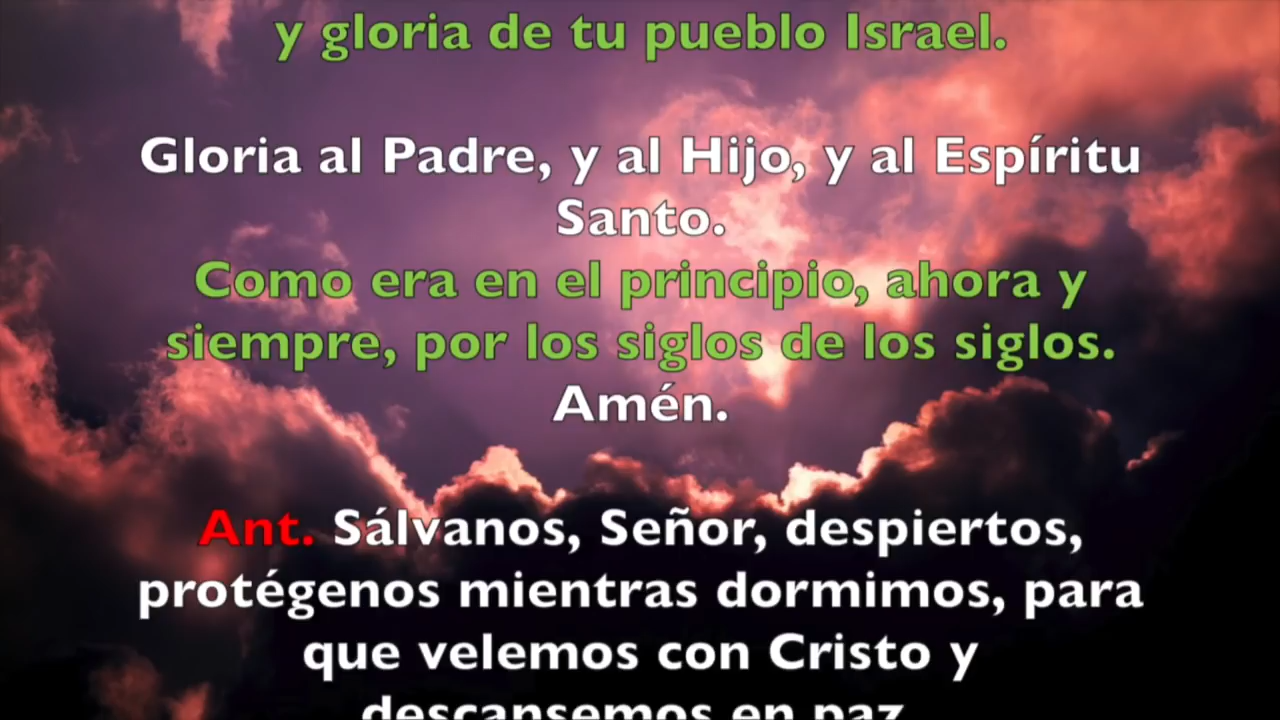 y gloria de tu pueblo Israel.
Gloria al Padre, y al Hijo, y al Espíritu
Santo.
Como era en el principio, ahora y
siempre, por los siglos de los siglos.
Amén.
Ant. Sálvanos, Señor, despiertos,
protégenos mientras dormimos, para
que velemos con Cristo y
descansemos en paz